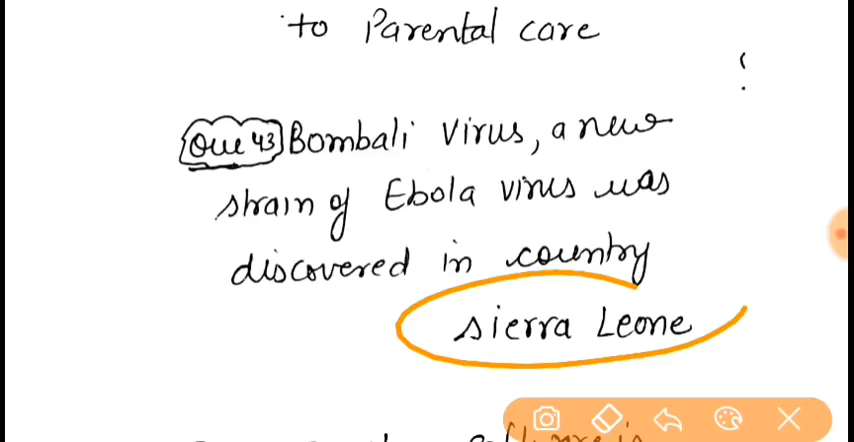 to Parental care
Que 43 Bombali Virus, a new
strain of Ebola virus was
discovered in country
Sierra Leone